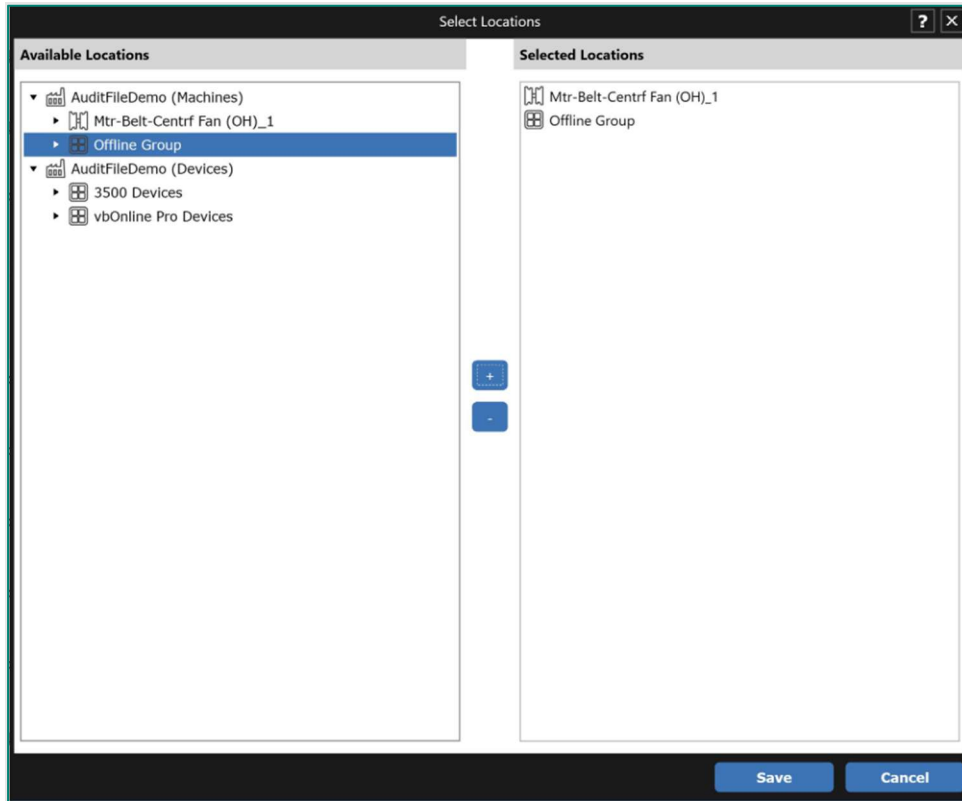 Select Locations
?
Available Locations
AuditFileDemo (Machines)
Mtr-Belt-Centrf Fan (OH)_1
Offline Group
AuditFileDemo (Devices)
3500 Devices
vbOnline Pro Devices
+
-
Selected Locations
Mtr-Belt-Centrf Fan (OH)_1
Offline Group
Save
Cancel